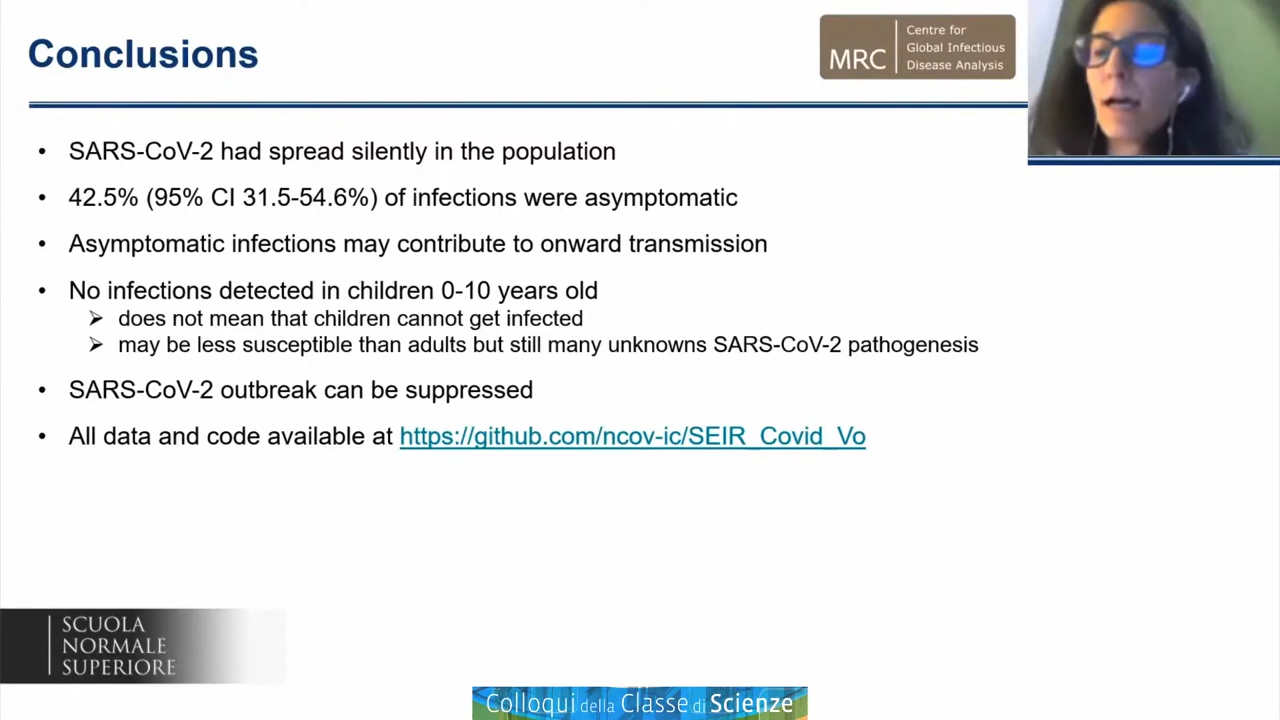 Conclusions
MRC
Centre for
Global Infectious
Disease Analysis
• SARS-CoV-2 had spread silently in the population
• 42.5% (95% CI 31.5-54.6%) of infections were asymptomatic
• Asymptomatic infections may contribute to onward transmission
• No infections detected in children 0-10 years old
➢ does not mean that children cannot get infected
➢ may be less susceptible than adults but still many unknowns SARS-CoV-2 pathogenesis
• SARS-CoV-2 outbreak can be suppressed
• All data and code available at https://github.com/ncov-ic/SEIR_Covid_Vo
SCUOLA
NORMALE
SUPERIORE
Colloqui della Classe di Scienze